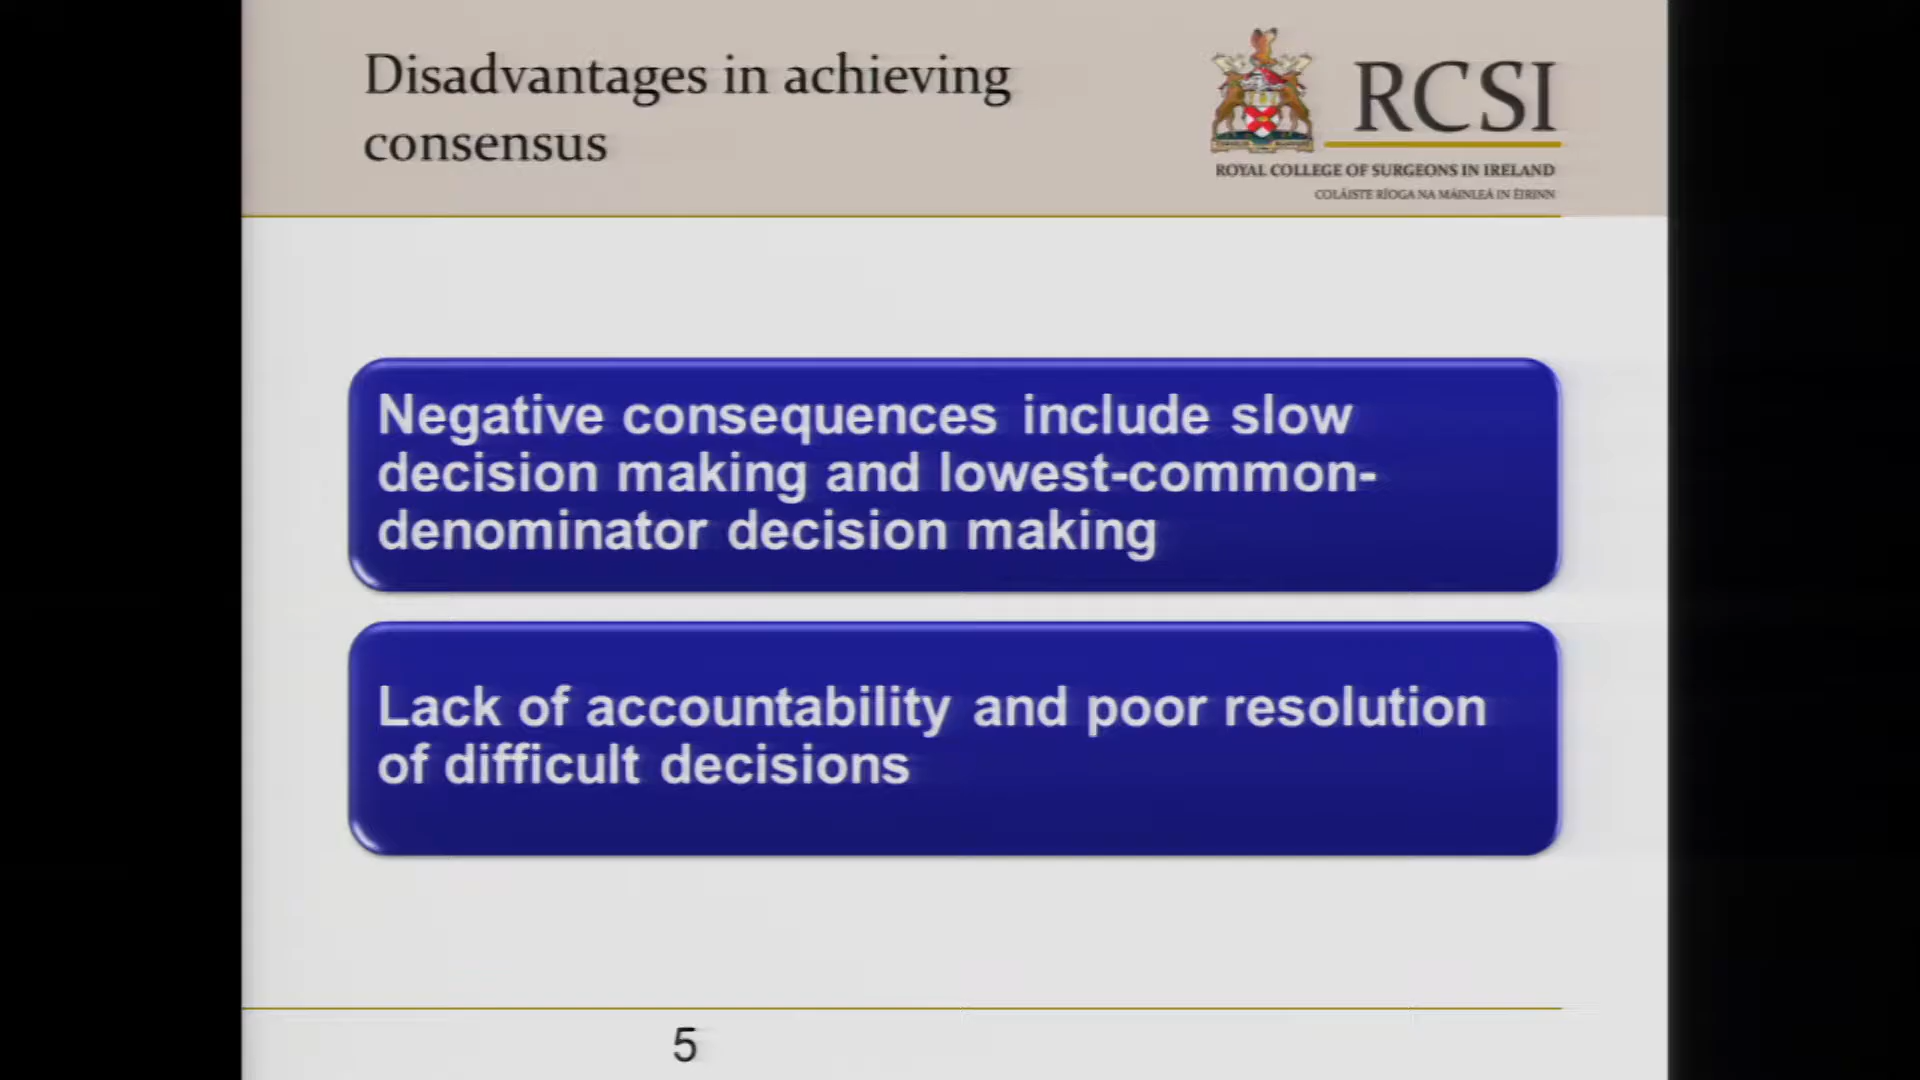 Disadvantages in achieving
consensus
RCSI
ROYAL COLLEGE OF SURGEONS IN IRELAND
COLÁISTE RÍOGA NA MÁINLEÁ IN ÉIRINN
Negative consequences include slow
decision making and lowest-common-
denominator decision making
Lack of accountability and poor resolution
of difficult decisions
5